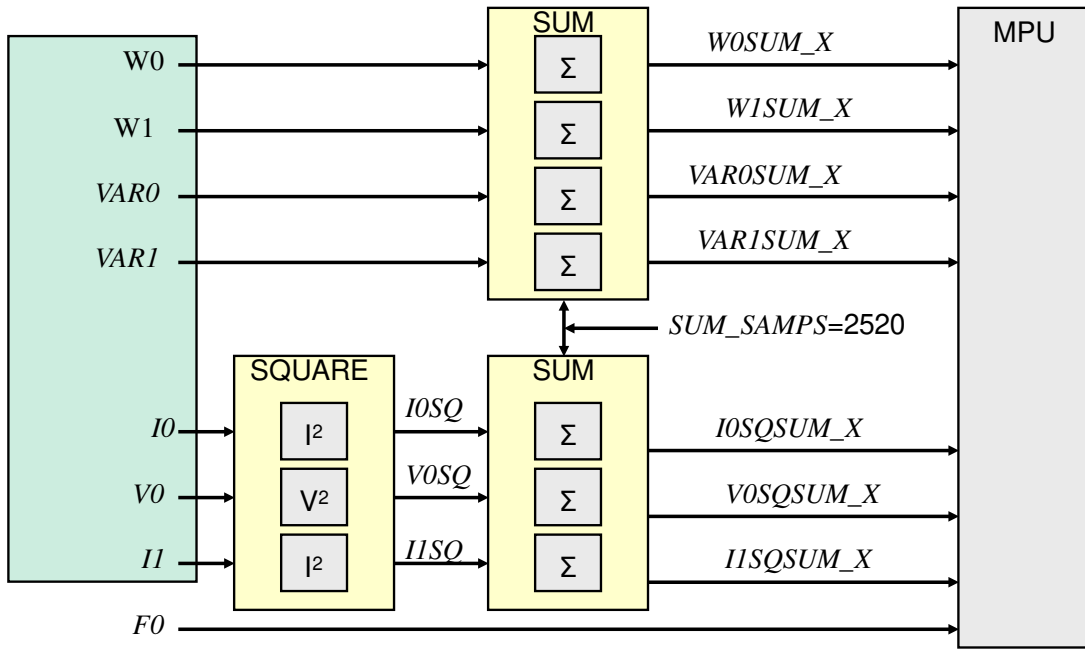 SUM
MPU
W0
Σ
W0SUM_X
W1
Σ
W1SUM_X
VAR0
Σ
VAR0SUM_X
VAR1
Σ
VAR1SUM_X
SUM_SAMPS=2520
SQUARE
SUM
I0
I²
I0SQ
Σ
I0SQSUM_X
V0
V²
V0SQ
Σ
V0SQSUM_X
I1
I²
I1SQ
Σ
I1SQSUM_X
F0